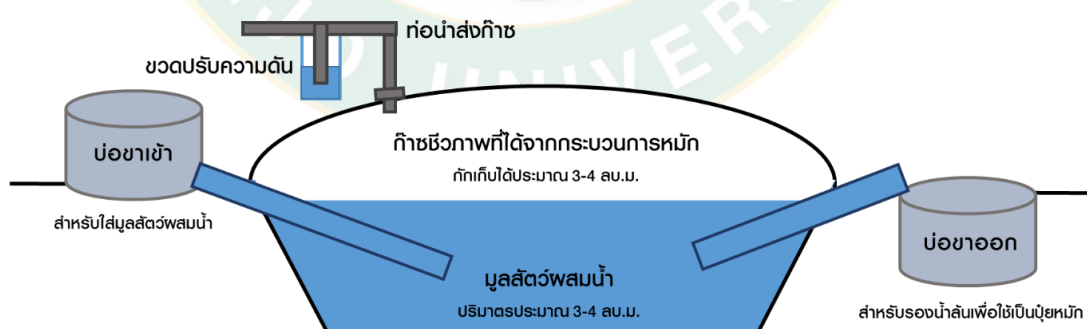 ท่อนำส่งก๊าซ
ขวดปรับความดัน
บ่อขาเข้า
ก๊าซชีวภาพที่ได้จากกระบวนการหมัก
กักเก็บได้ประมาณ 3-4 ลบ.ม.
สำหรับใส่มูลสัตว์ผสมน้ำ
บ่อขาออก
มูลสัตว์ผสมน้ำ
ปริมาตรประมาณ 3-4 ลบ.ม.
สำหรับรองน้ำล้นเพื่อใช้เป็นปุ๋ยหมัก